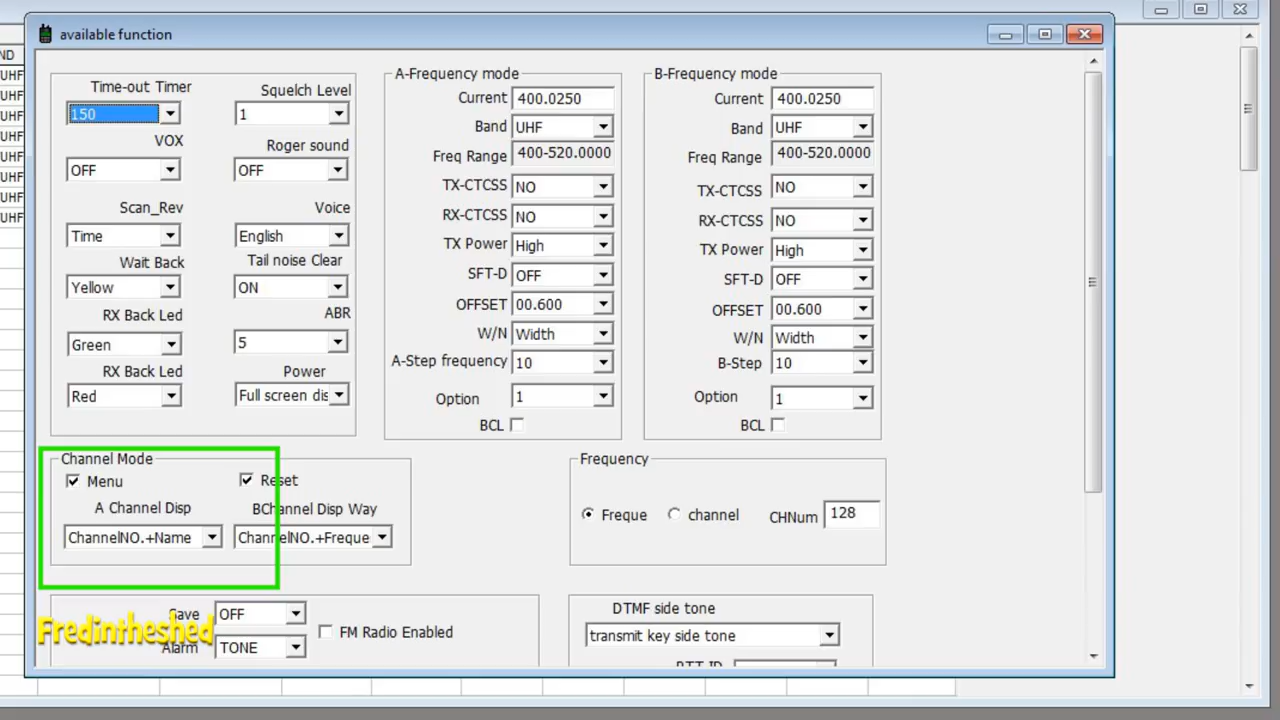 available function
ND
UHF
UHF
UHF
UHF
UHF
UHF
UHF
UHF
Time-out Timer
150
Squelch Level
1
VOX
OFF
Roger sound
OFF
Scan_Rev
Time
Voice
English
Wait Back
Yellow
Tail noise Clear
ON
RX Back Led
Green
ABR
5
RX Back Led
Red
Power
Full screen dis
A-Frequency mode
Current 400.0250
Band UHF
Freq Range 400-520.0000
TX-CTCSS NO
RX-CTCSS NO
TX Power High
SFT-D OFF
OFFSET 00.600
W/N Width
A-Step frequency 10
Option 1
BCL
B-Frequency mode
Current 400.0250
Band UHF
Freq Range 400-520.0000
TX-CTCSS NO
RX-CTCSS NO
TX Power High
SFT-D OFF
OFFSET 00.600
W/N Width
B-Step 10
Option 1
BCL
Channel Mode
Menu
Reset
A Channel Disp
BChannel Disp Way
ChannelNO.+Name
ChannelNO.+Freque
Frequency
Freque channel CHNum 128
Save OFF
FM Radio Enabled
Alarm TONE
Fredintheshed
DTMF side tone
transmit key side tone
PTT-ID